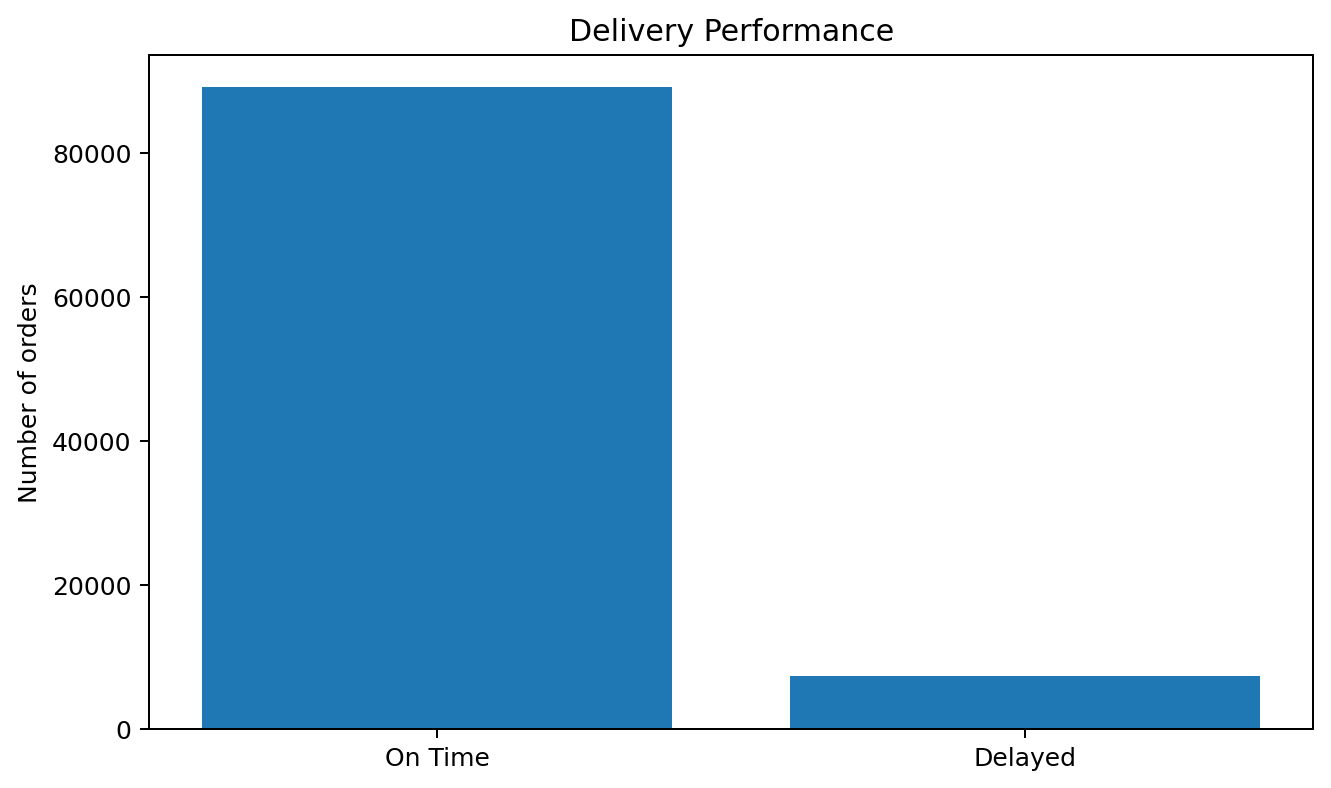 Delivery Performance
Number of orders
80000
60000
40000
20000
0
On Time
Delayed